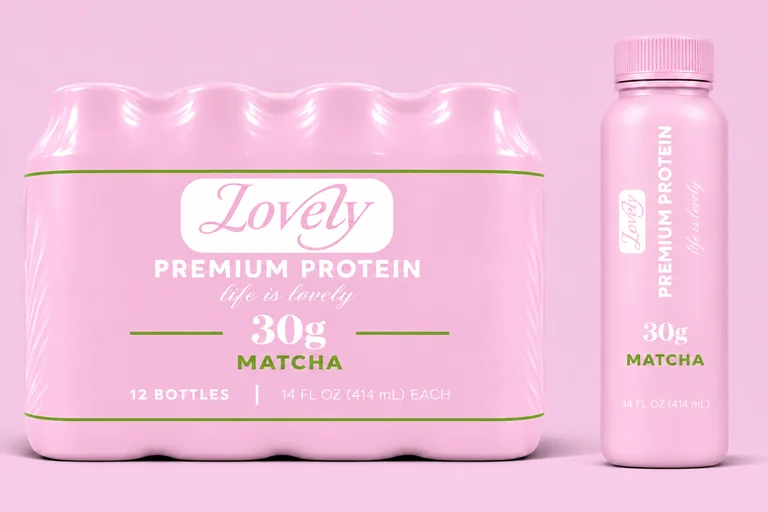 Lovely
PREMIUM PROTEIN
life is lovely
30g
MATCHA
12 BOTTLES | 14 FL OZ (414 mL) EACH
Lovely
PREMIUM PROTEIN
life is lovely
30g
MATCHA
14 FL OZ (414 mL)